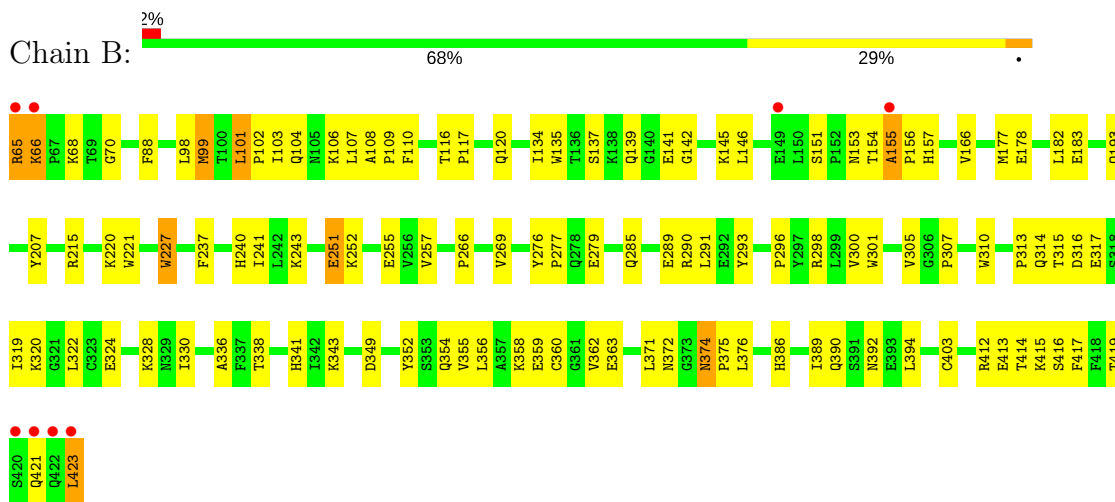 2%
Chain B:
68% 29% •
R65 K66 P67 K68 T69 G70 F88 L98 M99 T100 L101 P102 I103 Q104 N105 K106 L107 A108 P109 F110 T116 P117 Q120 I134 W135 T136 S137 K138 Q139 G140 E141 G142 K145 L146 E149 L150 S151 P152 N153 T154 A155 P156 H157 V166 M177 E178 L182 E183
Y207 R215 K220 W221 W227 F237 H240 I241 L242 K243 E251 K252 E255 V256 V257 P266 V269 Y276 P277 Q278 E279 Q285 E289 R290 L291 E292 Y293 P296 Y297 R298 L299 V300 W301 V305 G306 P307 W310 P313 Q314 T315 D316 E317 S318
I319 K320 G321 L322 C323 E324 K328 N329 I330 A336 F337 T338 H341 I342 K343 D349 Y352 S353 Q354 V355 L356 A357 K358 E359 C360 G361 V362 E363 L371 N372 G373 N374 P375 L376 H386 I389 Q390 S391 N392 E393 L394 C403 R412 E413 T414 K415 S416 F417 F418 T419
S420 Q421 Q422 L423